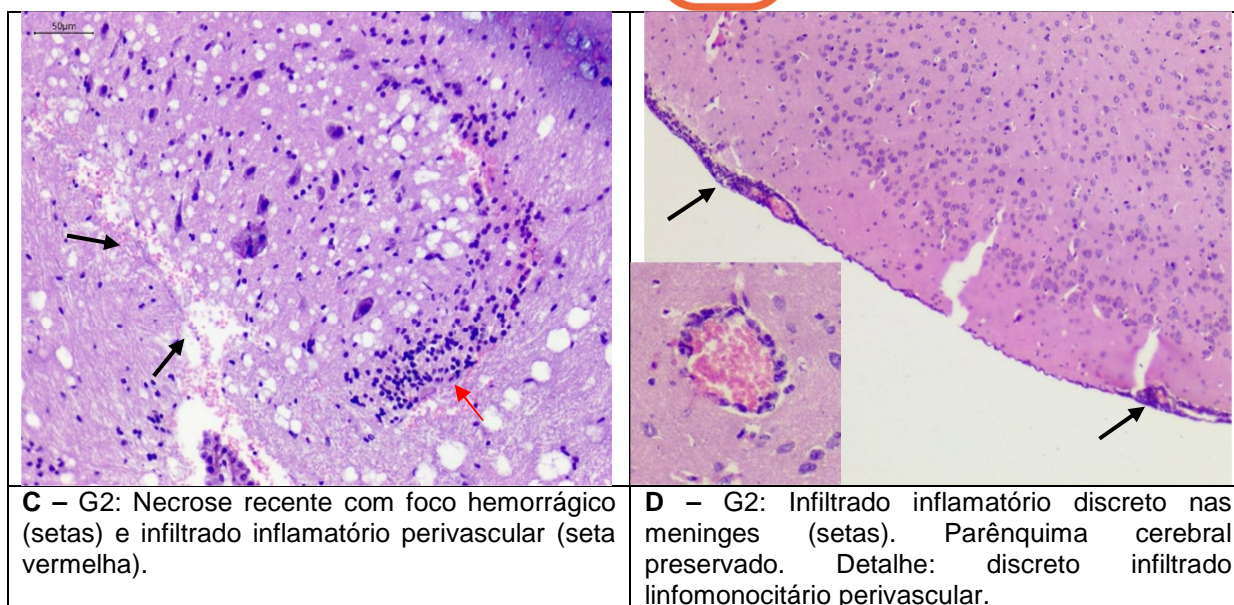 50µm
C – G2: Necrose recente com foco hemorrágico
(setas) e infiltrado inflamatório perivascular (seta
vermelha).
D – G2: Infiltrado inflamatório discreto nas
meninges (setas). Parênquima cerebral
preservado. Detalhe: discreto infiltrado
linfomonocitário perivascular.